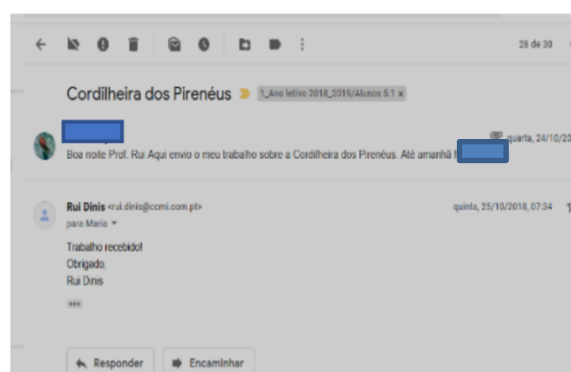 26 de 30
Cordilheira dos Pirenéus 1_Ano letivo 2018_2019/Alunos 5.1 x
quarta, 24/10/20
Boa noite Prof. Rui Aqui envio o meu trabalho sobre a Cordilheira dos Pirenéus. Até amanhã
Rui Dinis <rui.dinis@ccmi.com.pt> quinta, 25/10/2018, 07:34
para Maria
Trabalho recebido!
Obrigado,
Rui Dinis
Responder Encaminhar